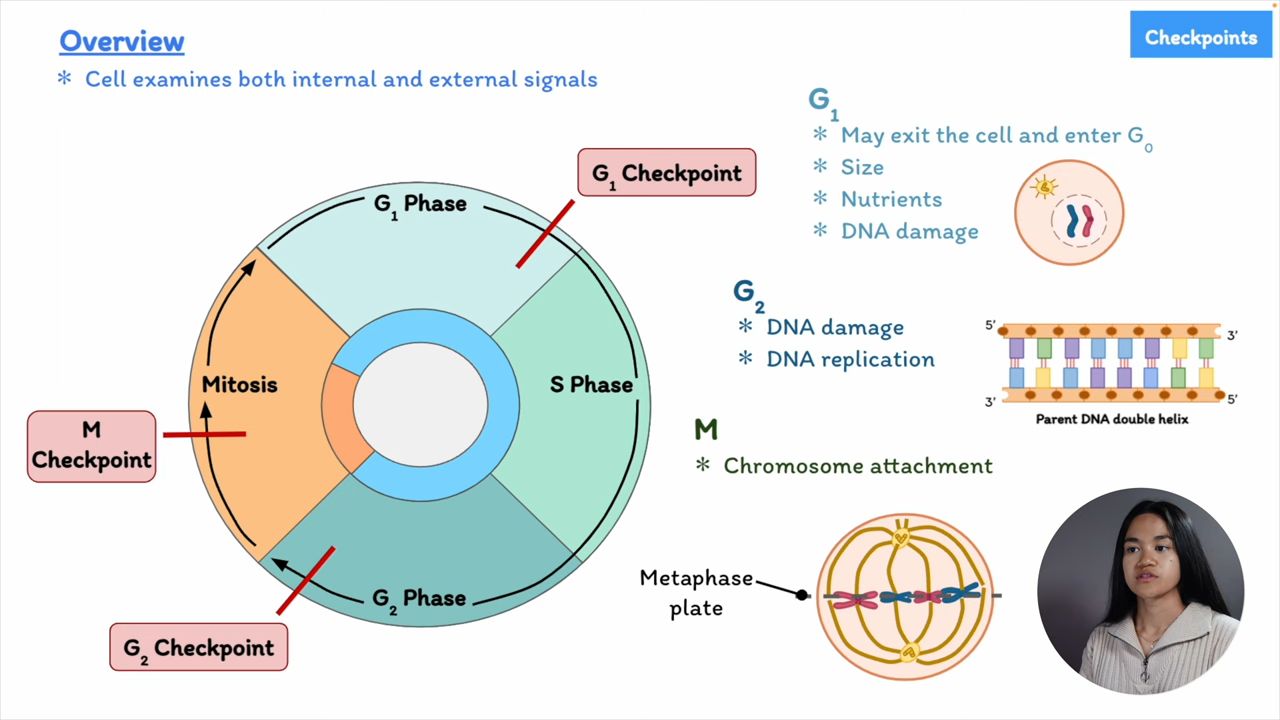 Overview
Checkpoints
* Cell examines both internal and external signals
G₁
* May exit the cell and enter G₀
* Size
* Nutrients
* DNA damage
G₁ Checkpoint
G₁ Phase
Mitosis
S Phase
M
Checkpoint
G₂ Phase
G₂ Checkpoint
G₂
* DNA damage
* DNA replication
5’
3’
3’
5’
Parent DNA double helix
M
* Chromosome attachment
Metaphase
plate